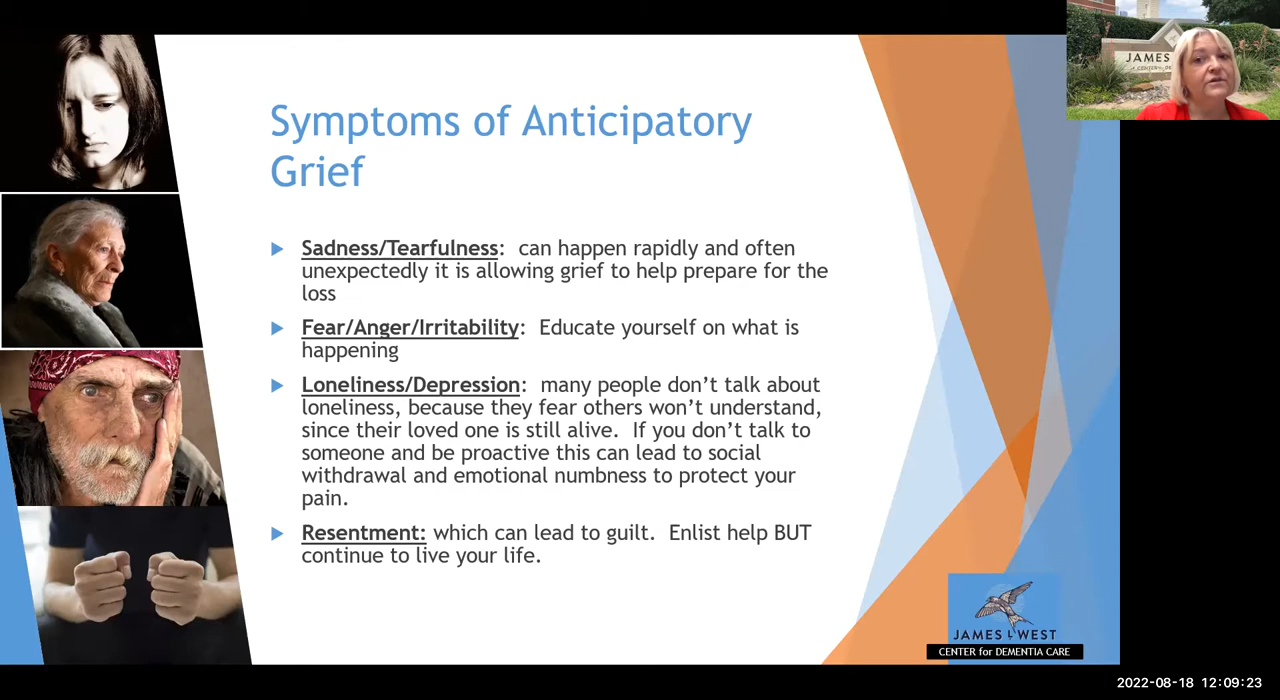 Symptoms of Anticipatory
Grief
Sadness/Tearfulness:  can happen rapidly and often
unexpectedly it is allowing grief to help prepare for the
loss
Fear/Anger/Irritability:  Educate yourself on what is
happening
Loneliness/Depression:  many people don’t talk about
loneliness, because they fear others won’t understand,
since their loved one is still alive.  If you don’t talk to
someone and be proactive this can lead to social
withdrawal and emotional numbness to protect your
pain.
Resentment: which can lead to guilt.  Enlist help BUT
continue to live your life.
JAMES
JAMES L WEST
CENTER for DEMENTIA CARE
2022-08-18 12:09:23